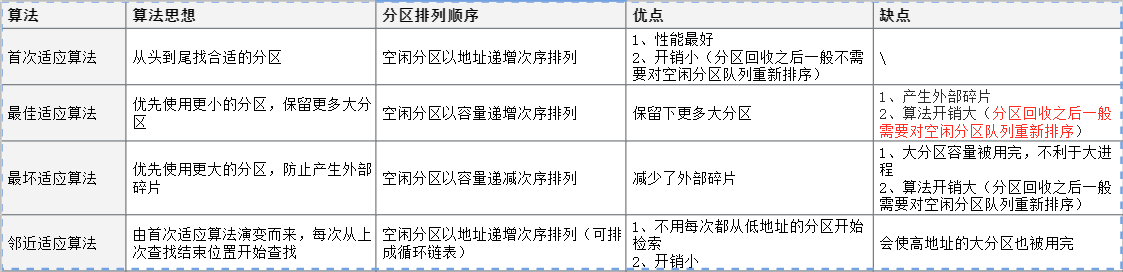 算法 算法思想 分区排列顺序 优点 缺点
首次适应算法 从头到尾找合适的分区 空闲分区以地址递增次序排列 1、性能最好
2、开销小（分区回收之后一般不需
要对空闲分区队列重新排序） \
最佳适应算法 优先使用更小的分区，保留更多大分
区 空闲分区以容量递增次序排列 保留下更多大分区 1、产生外部碎片
2、算法开销大（分区回收之后一般
需要对空闲分区队列重新排序）
最坏适应算法 优先使用更大的分区，防止产生外部
碎片 空闲分区以容量递减次序排列 减少了外部碎片 1、大分区容量被用完，不利于大进
程
2、算法开销大（分区回收之后一般
需要对空闲分区队列重新排序）
邻近适应算法 由首次适应算法演变而来，每次从上
次查找结束位置开始查找 空闲分区以地址递增次序排列（可排
成循环链表） 1、不用每次都从低地址的分区开始
检索
2、开销小 会使高地址的大分区也被用完